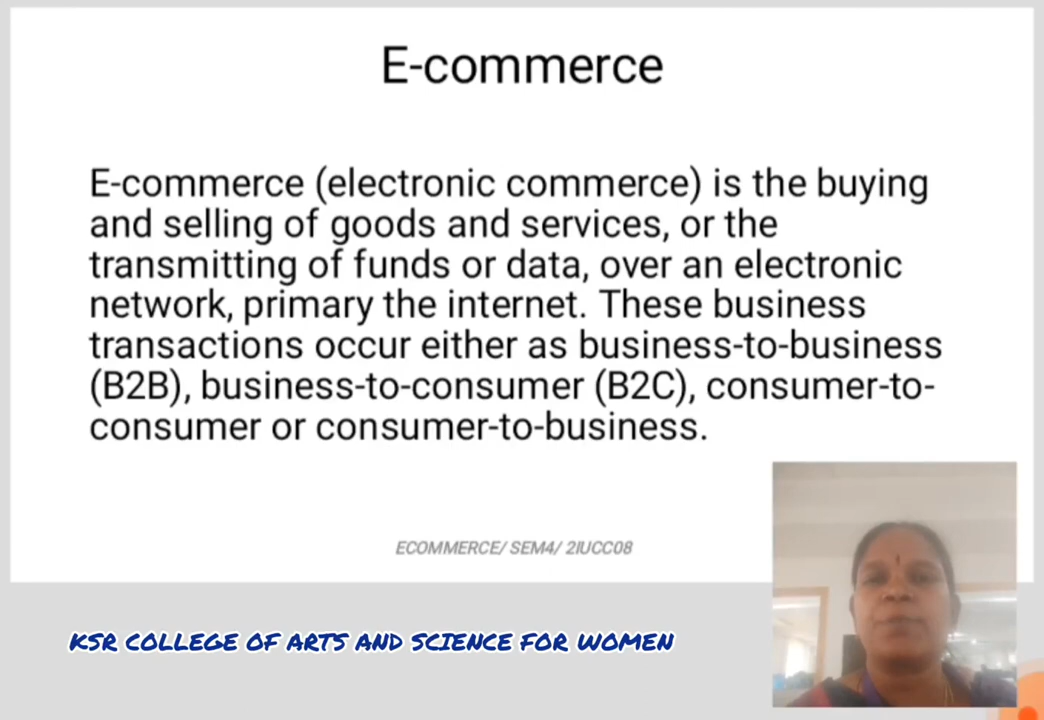 E-commerce
E-commerce (electronic commerce) is the buying
and selling of goods and services, or the
transmitting of funds or data, over an electronic
network, primary the internet. These business
transactions occur either as business-to-business
(B2B), business-to-consumer (B2C), consumer-to-
consumer or consumer-to-business.
ECOMMERCE/ SEM4/ 2IUCC08
KSR COLLEGE OF ARTS AND SCIENCE FOR WOMEN